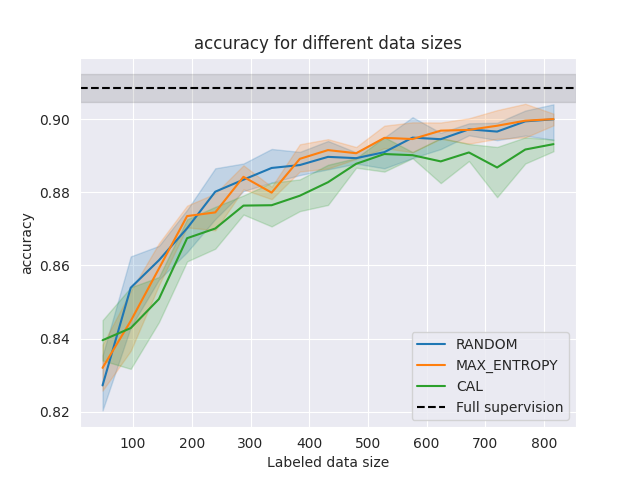 accuracy for different data sizes
accuracy
0.90
0.88
0.86
0.84
0.82
RANDOM
MAX_ENTROPY
CAL
Full supervision
100 200 300 400 500 600 700 800
Labeled data size